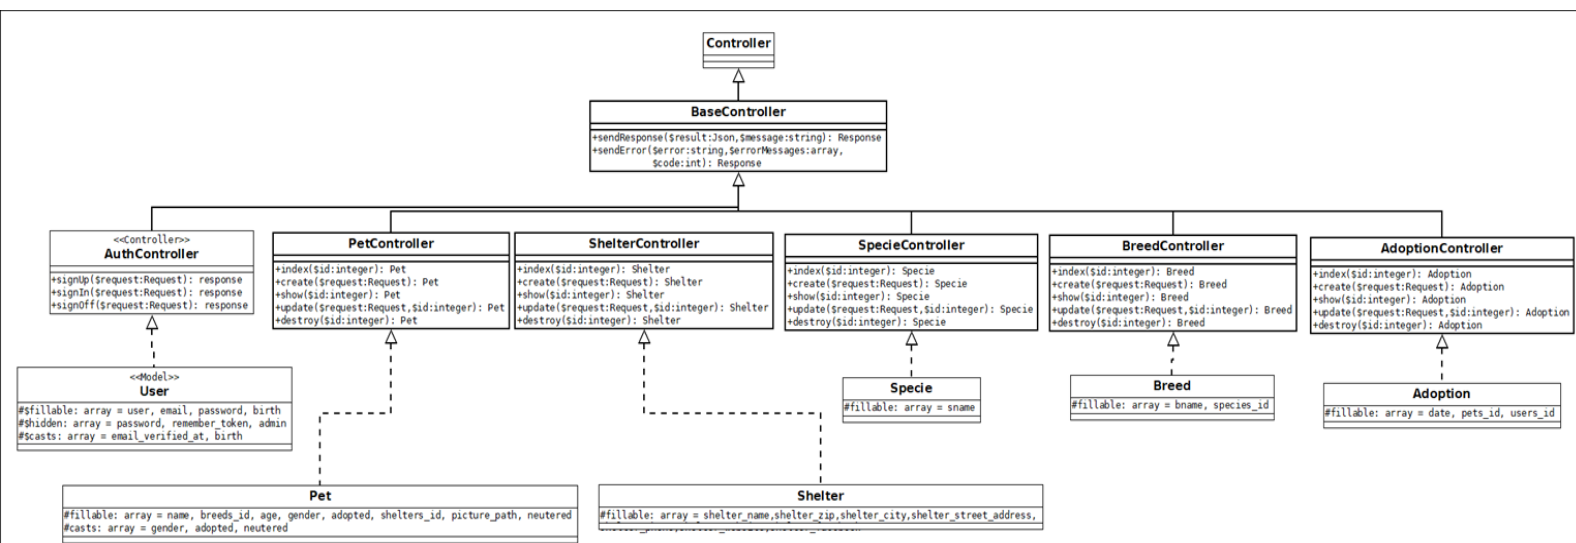 Controller
BaseController
+sendResponse($result:Json,$message:string): Response
+sendError($error:string,$errorMessages:array,
$code:int): Response
<<Controller>>
AuthController
+signUp($request:Request): response
+signIn($request:Request): response
+signOff($request:Request): response
PetController
+index($id:integer): Pet
+create($request:Request): Pet
+show($id:integer): Pet
+update($request:Request,$id:integer): Pet
+destroy($id:integer): Pet
ShelterController
+index($id:integer): Shelter
+create($request:Request): Shelter
+show($id:integer): Shelter
+update($request:Request,$id:integer): Shelter
+destroy($id:integer): Shelter
SpecieController
+index($id:integer): Specie
+create($request:Request): Specie
+show($id:integer): Specie
+update($request:Request,$id:integer): Specie
+destroy($id:integer): Specie
BreedController
+index($id:integer): Breed
+create($request:Request): Breed
+show($id:integer): Breed
+update($request:Request,$id:integer): Breed
+destroy($id:integer): Breed
AdoptionController
+index($id:integer): Adoption
+create($request:Request): Adoption
+show($id:integer): Adoption
+update($request:Request,$id:integer): Adoption
+destroy($id:integer): Adoption
<<Model>>
User
#$fillable: array = user, email, password, birth
#$hidden: array = password, remember_token, admin
#$casts: array = email_verified_at, birth
Specie
#fillable: array = sname
Breed
#fillable: array = bname, species_id
Adoption
#fillable: array = date, pets_id, users_id
Pet
#fillable: array = name, breeds_id, age, gender, adopted, shelters_id, picture_path, neutered
#casts: array = gender, adopted, neutered
Shelter
#fillable: array = shelter_name,shelter_zip,shelter_city,shelter_street_address,